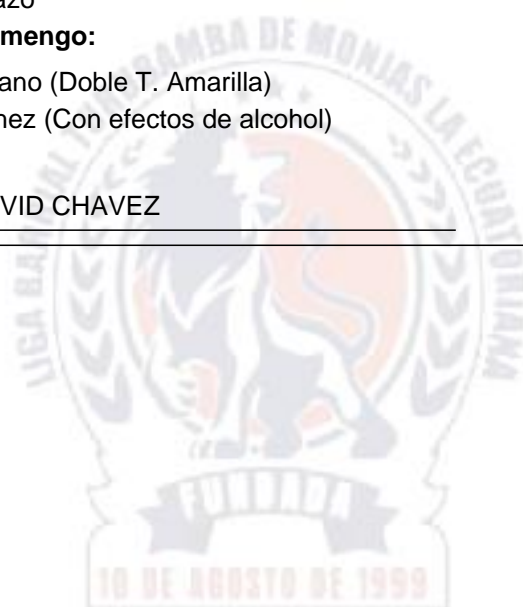 azo
mengo:
ano (Doble T. Amarilla)
nez (Con efectos de alcohol)
VID CHAVEZ
LIGA BARRIAL TURUBAMBA DE MONJAS LA ECUATORIANA
FUNDADA
10 DE AGOSTO DE 1999